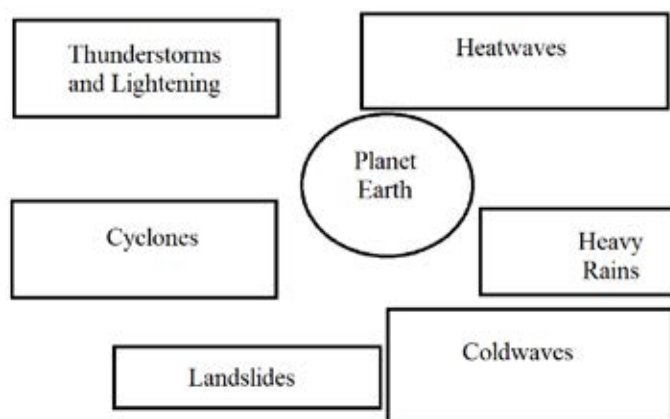 Thunderstorms
and Lightening
Heatwaves
Planet
Earth
Cyclones
Heavy
Rains
Landslides
Coldwaves